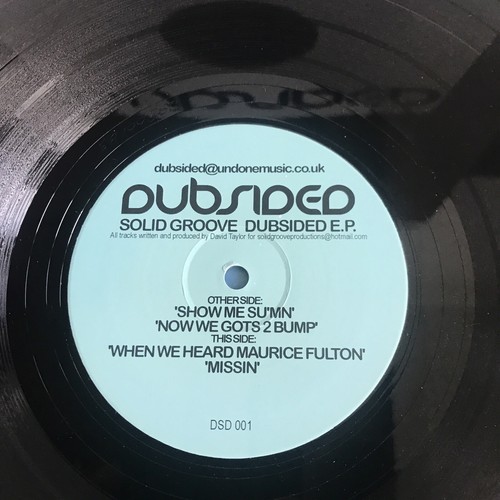 dubsided@undonemusic.co.uk
DUBSIDED
SOLID GROOVE DUBSIDED E.P.
All tracks written and produced by David Taylor for solidgrooveproductions@hotmail.com
OTHER SIDE:
'SHOW ME SU'MN'
'NOW WE GOTS 2 BUMP'
THIS SIDE:
'WHEN WE HEARD MAURICE FULTON'
'MISSIN'
DSD 001